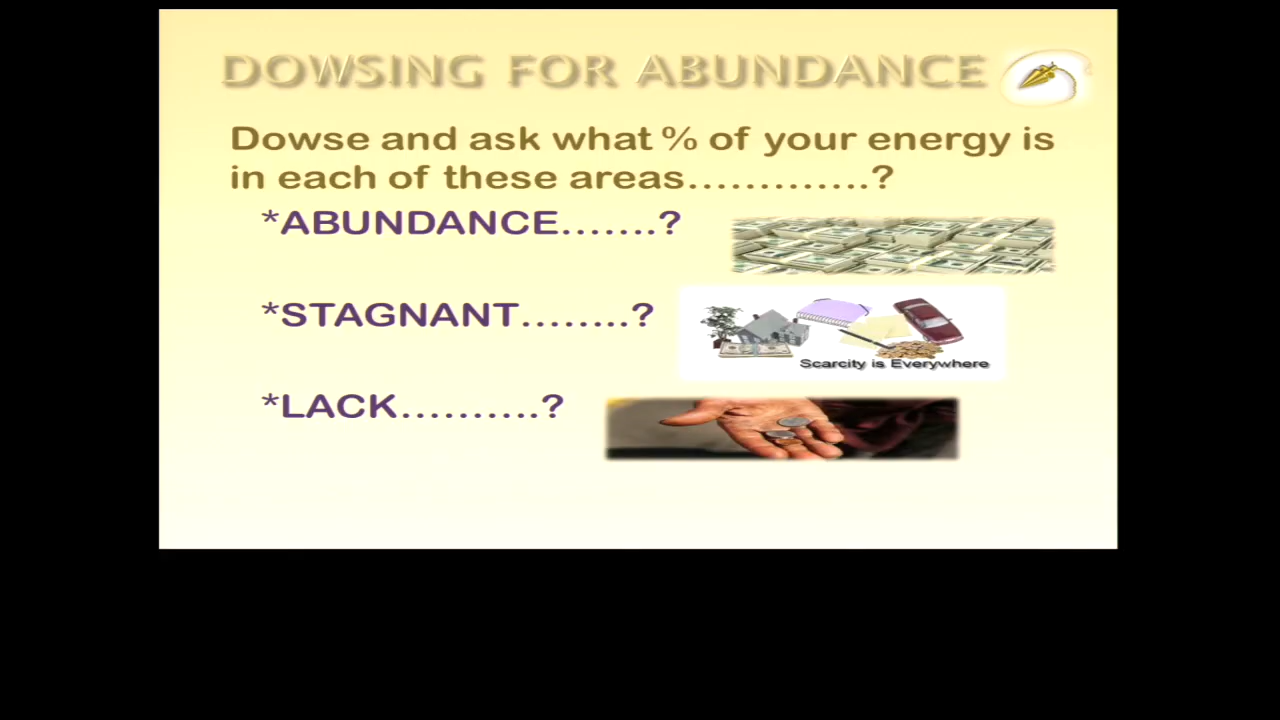 DOWSING FOR ABUNDANCE
Dowse and ask what % of your energy is
in each of these areas………….?
*ABUNDANCE…….?
*STAGNANT……..?
Scarcity is Everywhere
*LACK……….?